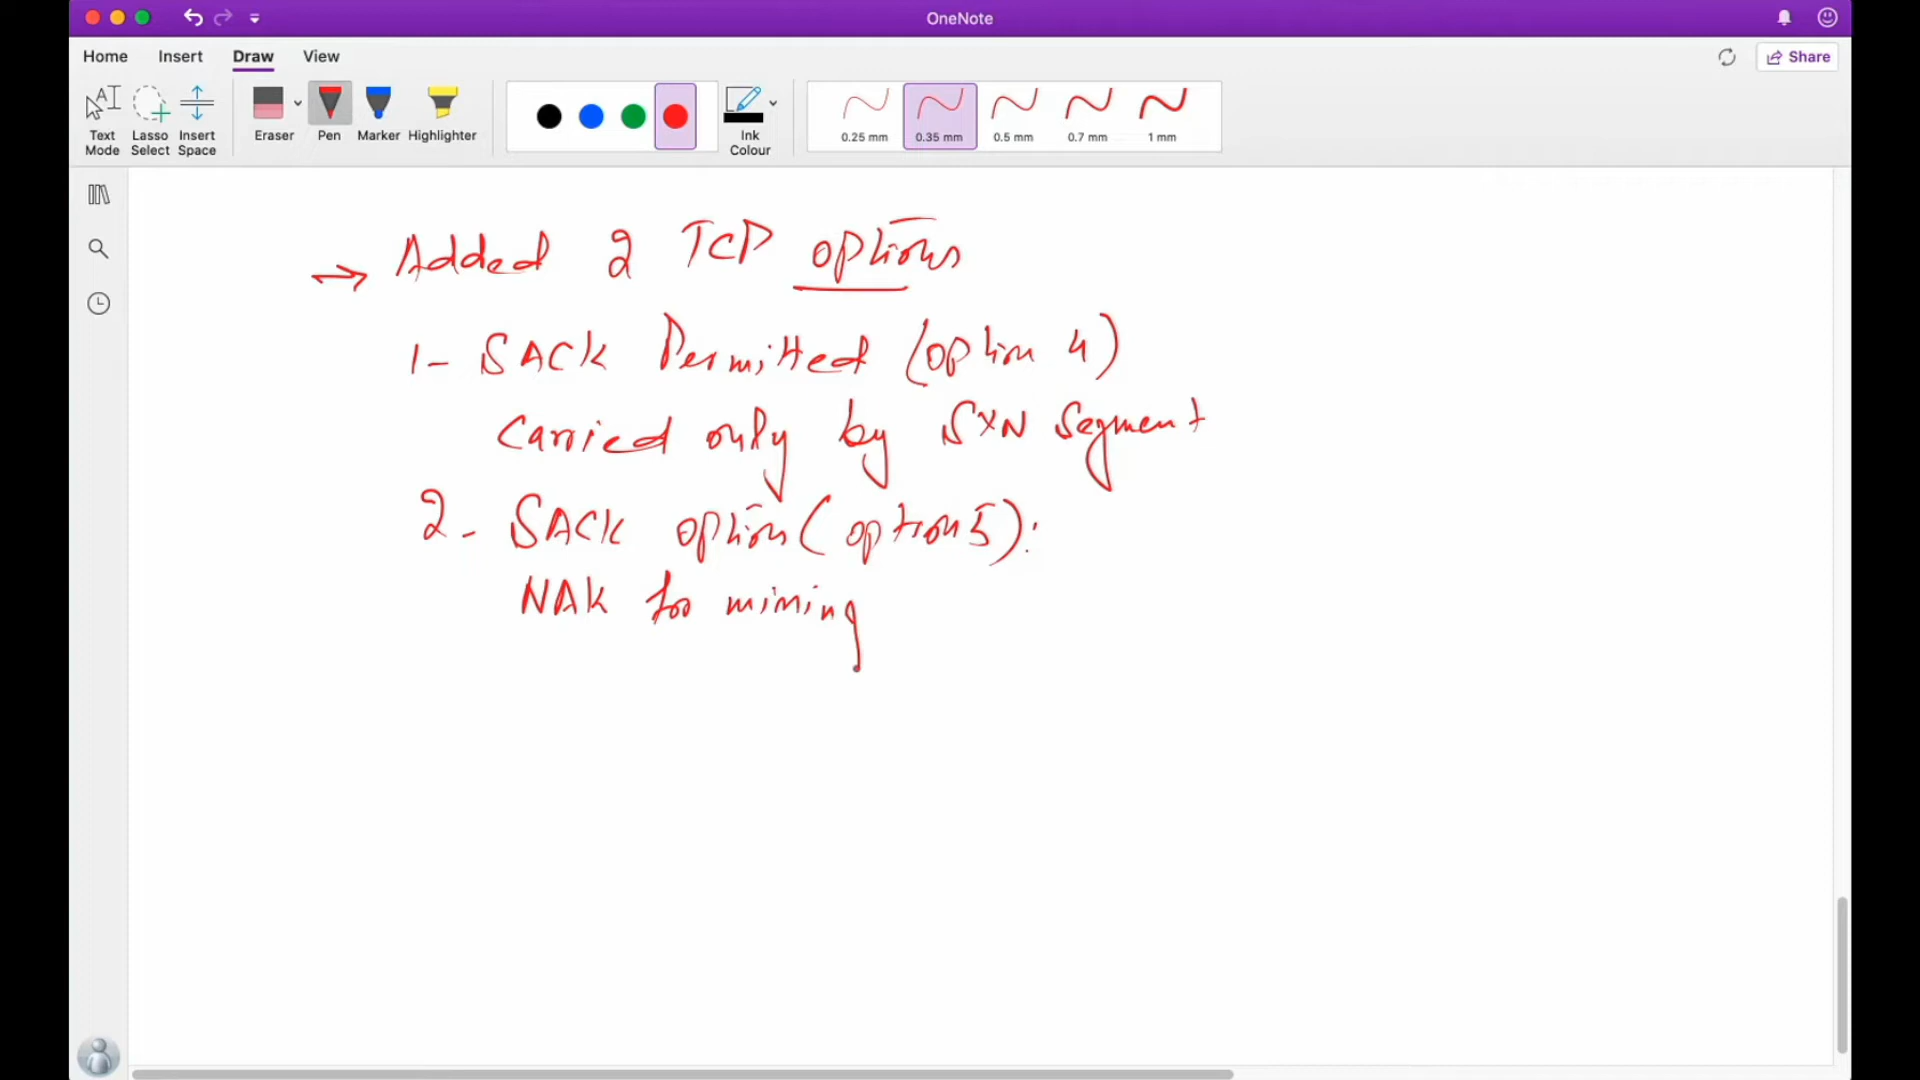 OneNote
Home Insert Draw View Share
Text Mode Lasso Select Insert Space Eraser Pen Marker Highlighter Ink Colour 0.25 mm 0.35 mm 0.5 mm 0.7 mm 1 mm
→ Added 2 TCP options
1- SACK Permitted (option 4)
Carried only by SYN Segment
2- SACK option (option 5):
NAK for missing